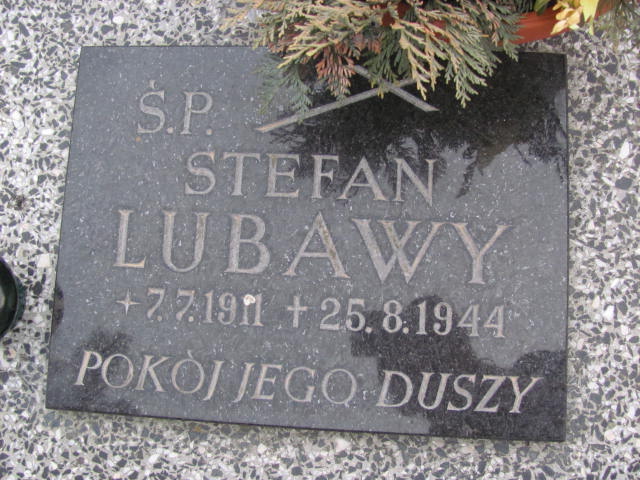 Ś.P.
STEFAN
LUBAWY
* 7.7.1911 + 25.8.1944
POKÓJ JEGO DUSZY